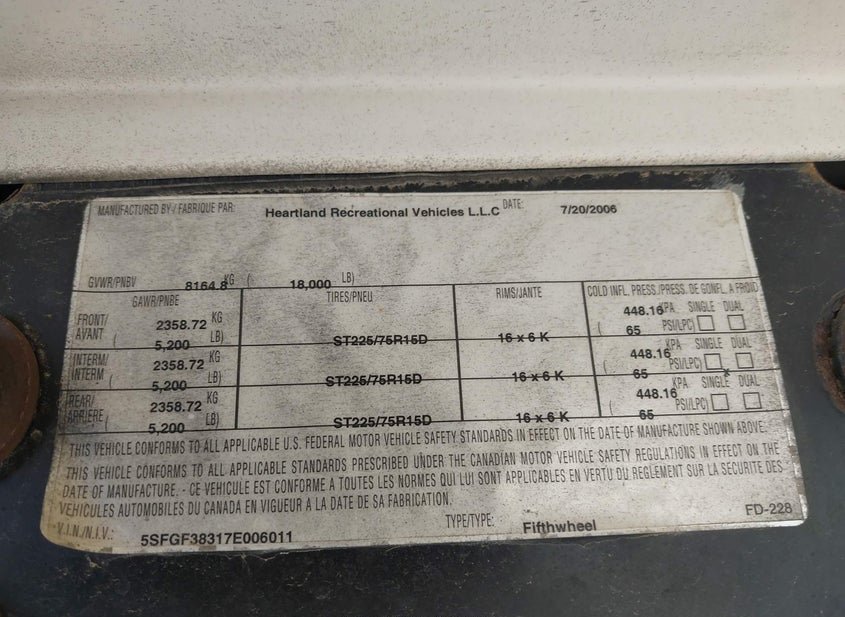 MANUFACTURED BY / FABRIQUE PAR: Heartland Recreational Vehicles L.L.C DATE: 7/20/2006
GVWR/PNBV 8164.8 KG ( 18,000 LB)
GAWR/PNBE TIRES/PNEU RIMS/JANTE COLD INFL. PRESS./PRESS. DE GONFL. A FROID
FRONT/ AVANT 2358.72 KG 448.16 KPA SINGLE DUAL
( 5,200 LB) ST225/75R15D 16 x 6 K ( 65 PSI/LPC)
INTERM/ INTERM 2358.72 KG 448.16 KPA SINGLE DUAL
( 5,200 LB) ST225/75R15D 16 x 6 K ( 65 PSI/LPC)
REAR/ ARRIERE 2358.72 KG 448.16 KPA SINGLE DUAL
( 5,200 LB) ST225/75R15D 16 x 6 K ( 65 PSI/LPC) x
THIS VEHICLE CONFORMS TO ALL APPLICABLE U.S. FEDERAL MOTOR VEHICLE SAFETY STANDARDS IN EFFECT ON THE DATE OF MANUFACTURE SHOWN ABOVE.
THIS VEHICLE CONFORMS TO ALL APPLICABLE STANDARDS PRESCRIBED UNDER THE CANADIAN MOTOR VEHICLE SAFETY REGULATIONS IN EFFECT ON THE
DATE OF MANUFACTURE. - CE VEHICULE EST CONFORME A TOUTES LES NORMES QUI LUI SONT APPLICABLES EN VERTU DU REGLEMENT SUR LA SECURITE DES
VEHICULES AUTOMOBILES DU CANADA EN VIGUEUR A LA DATE DE SA FABRICATION.
V.I.N./N.I.V.: 5SFGF38317E006011 TYPE/TYPE: Fifthwheel FD-228